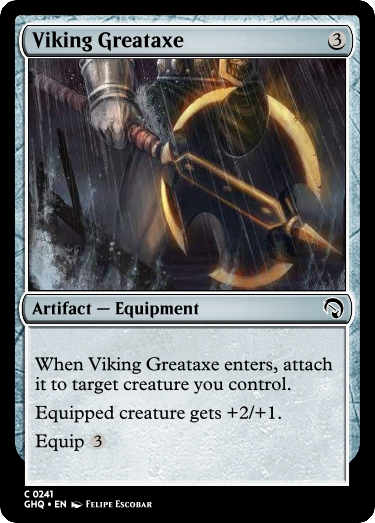 Viking Greataxe 3
Artifact — Equipment
When Viking Greataxe enters, attach
it to target creature you control.
Equipped creature gets +2/+1.
Equip 3
C 0241
GHQ • EN Felipe Escobar